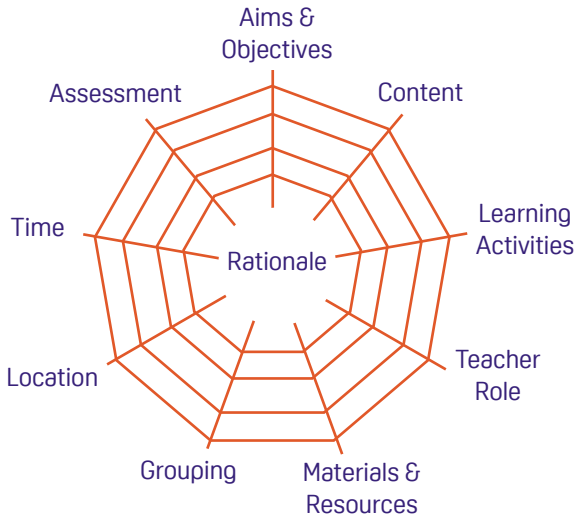 Aims &
Objectives
Assessment
Content
Time
Learning
Activities
Rationale
Location
Teacher
Role
Grouping
Materials &
Resources